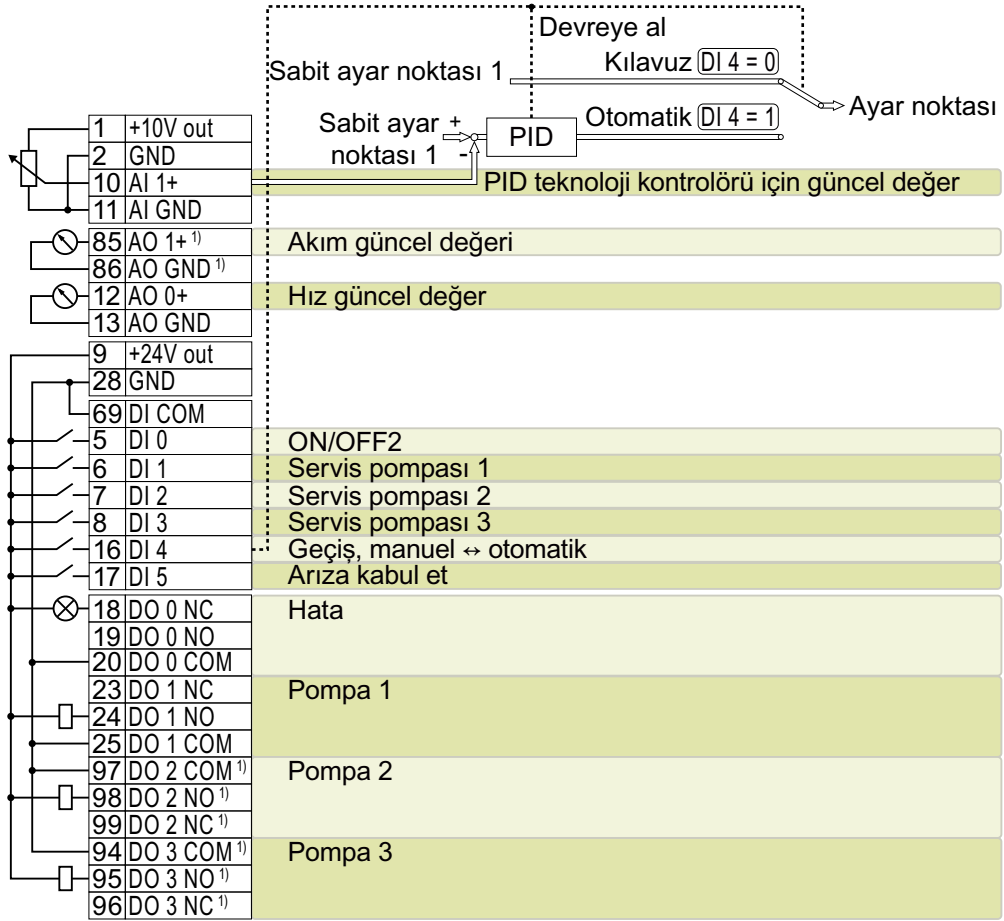 Devreye al
Kılavuz DI 4 = 0
Sabit ayar noktası 1
Ayar noktası
Otomatik DI 4 = 1
Sabit ayar +
noktası 1 -
PID
1 +10V out
2 GND
10 AI 1+ PID teknoloji kontrolörü için güncel değer
11 AI GND
85 AO 1+ 1) Akım güncel değeri
86 AO GND 1)
12 AO 0+ Hız güncel değer
13 AO GND
9 +24V out
28 GND
69 DI COM
5 DI 0 ON/OFF2
6 DI 1 Servis pompası 1
7 DI 2 Servis pompası 2
8 DI 3 Servis pompası 3
16 DI 4 Geçiş, manuel ↔ otomatik
17 DI 5 Arıza kabul et
18 DO 0 NC Hata
19 DO 0 NO
20 DO 0 COM
23 DO 1 NC Pompa 1
24 DO 1 NO
25 DO 1 COM
97 DO 2 COM 1) Pompa 2
98 DO 2 NO 1)
99 DO 2 NC 1)
94 DO 3 COM 1) Pompa 3
95 DO 3 NO 1)
96 DO 3 NC 1)